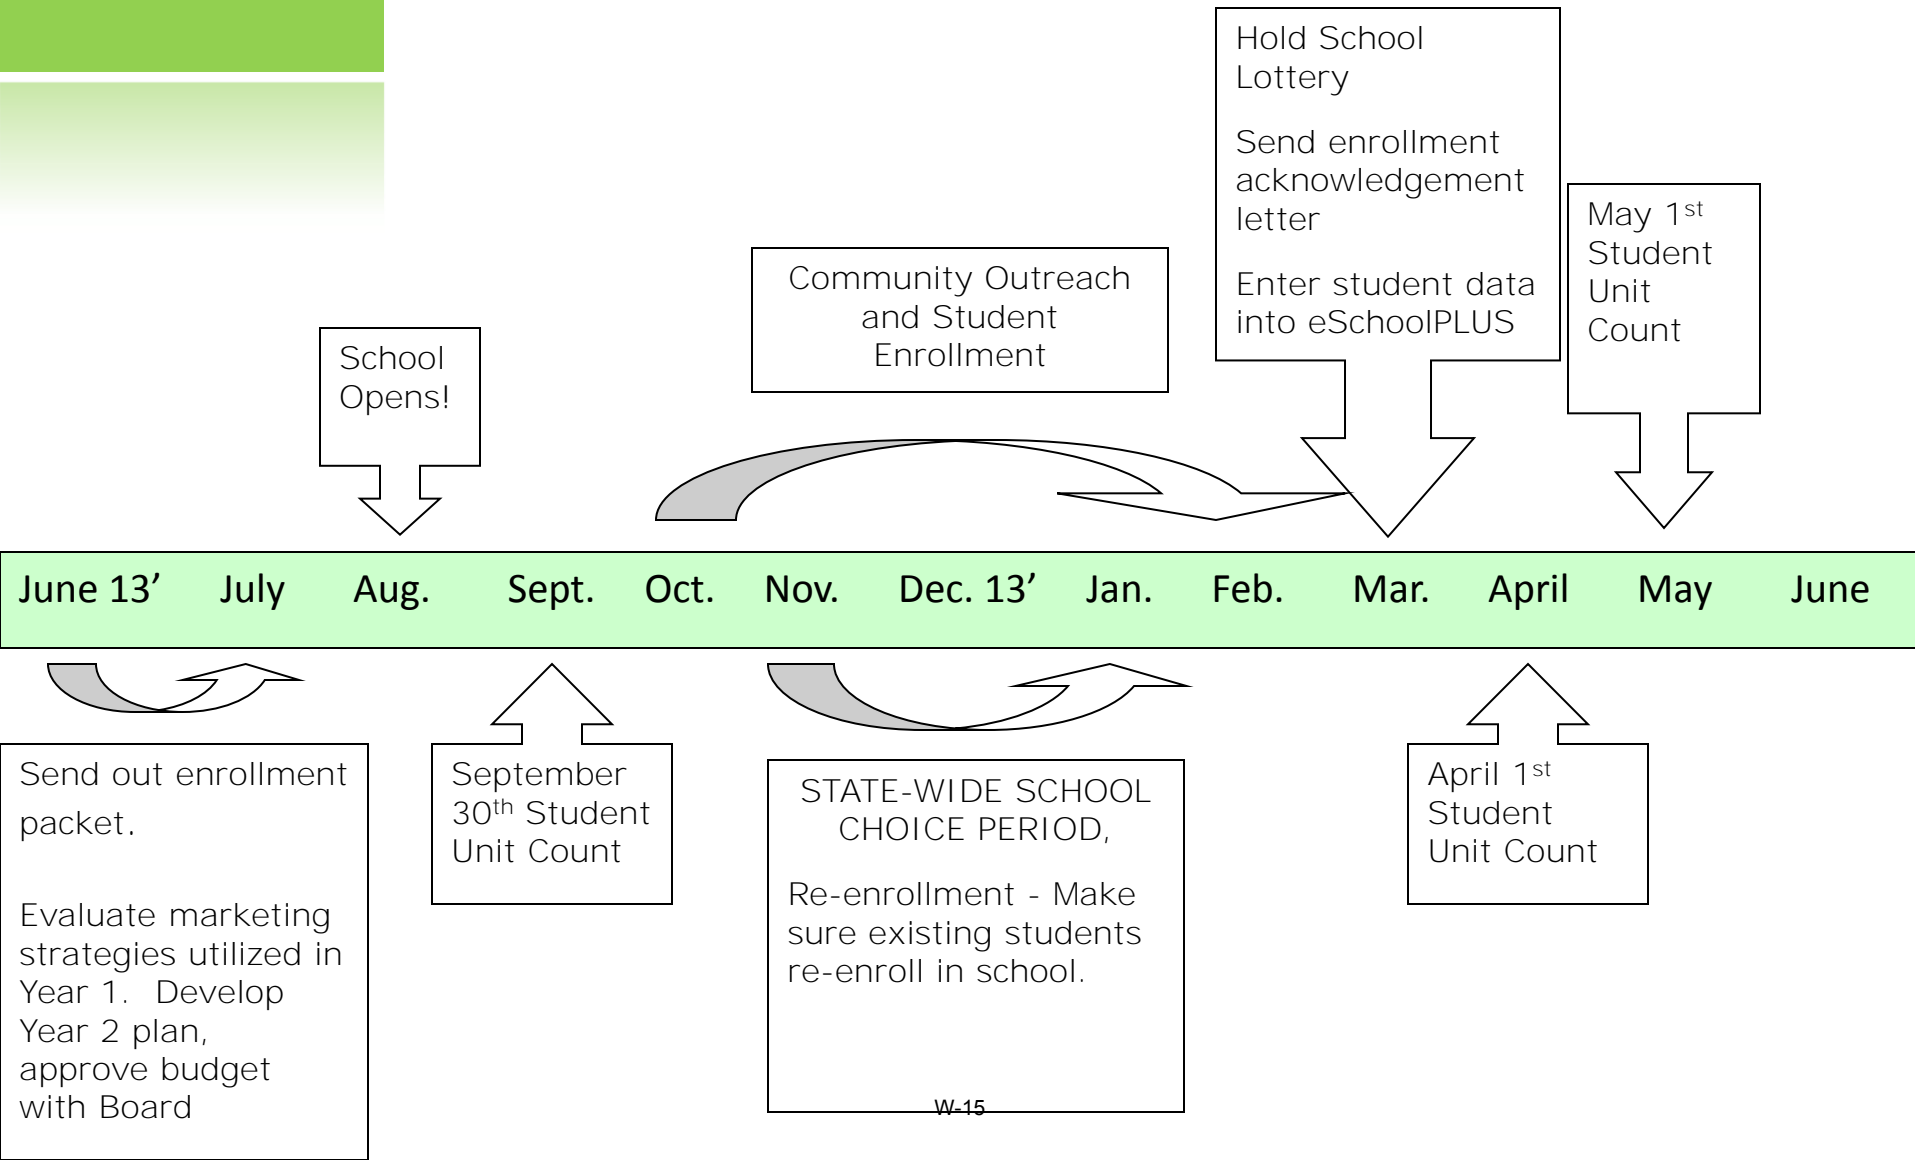 Hold School
Lottery
Send enrollment
acknowledgement
letter
Enter student data
into eSchoolPLUS
May 1st
Student
Unit
Count
Community Outreach
and Student
Enrollment
School
Opens!
June 13’ July Aug. Sept. Oct. Nov. Dec. 13’ Jan. Feb. Mar. April May June
Send out enrollment
packet.
Evaluate marketing
strategies utilized in
Year 1.  Develop
Year 2 plan,
approve budget
with Board
September
30th Student
Unit Count
STATE-WIDE SCHOOL
CHOICE PERIOD,
Re-enrollment - Make
sure existing students
re-enroll in school.
April 1st
Student
Unit Count
W-15